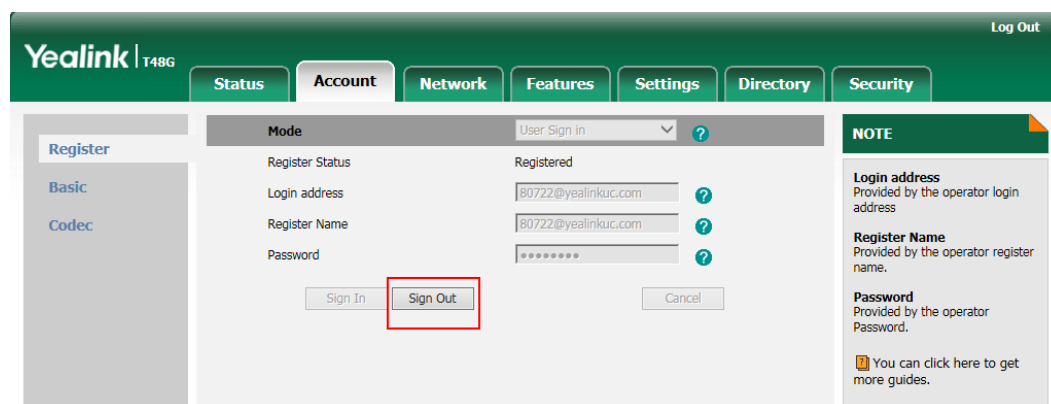 Log Out
Yealink T48G
Status Account Network Features Settings Directory Security
Register
Basic
Codec
Mode User Sign in
Register Status Registered
Login address 80722@yealinkuc.com
Register Name 80722@yealinkuc.com
Password ••••••••
Sign In Sign Out Cancel
NOTE
Login address
Provided by the operator login
address
Register Name
Provided by the operator register
name.
Password
Provided by the operator
Password.
You can click here to get
more guides.